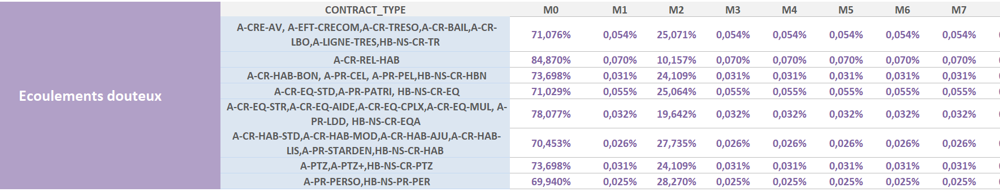 CONTRACT_TYPE M0 M1 M2 M3 M4 M5 M6 M7
A-CRE-AV, A-EFT-CRECOM,A-CR-TRESO,A-CR-BAIL,A-CR-
LBO,A-LIGNE-TRES,HB-NS-CR-TR
71,076% 0,054% 25,071% 0,054% 0,054% 0,054% 0,054% 0,054%
A-CR-REL-HAB 84,870% 0,070% 10,157% 0,070% 0,070% 0,070% 0,070% 0,070%
A-CR-HAB-BON, A-PR-CEL, A-PR-PEL,HB-NS-CR-HBN 73,698% 0,031% 24,109% 0,031% 0,031% 0,031% 0,031% 0,031%
Ecoulements douteux
A-CR-EQ-STD,A-PR-PATRI, HB-NS-CR-EQ 71,029% 0,055% 25,064% 0,055% 0,055% 0,055% 0,055% 0,055%
A-CR-EQ-STR,A-CR-EQ-AIDE,A-CR-EQ-CPLX,A-CR-EQ-MUL, A-
PR-LDD, HB-NS-CR-EQA
78,077% 0,032% 19,642% 0,032% 0,032% 0,032% 0,032% 0,032%
A-CR-HAB-STD,A-CR-HAB-MOD,A-CR-HAB-AJU,A-CR-HAB-
LIS,A-PR-STARDEN,HB-NS-CR-HAB
70,453% 0,026% 27,735% 0,026% 0,026% 0,026% 0,026% 0,026%
A-PTZ,A-PTZ+,HB-NS-CR-PTZ 73,698% 0,031% 24,109% 0,031% 0,031% 0,031% 0,031% 0,031%
A-PR-PERSO,HB-NS-PR-PER 69,940% 0,025% 28,270% 0,025% 0,025% 0,025% 0,025% 0,025%